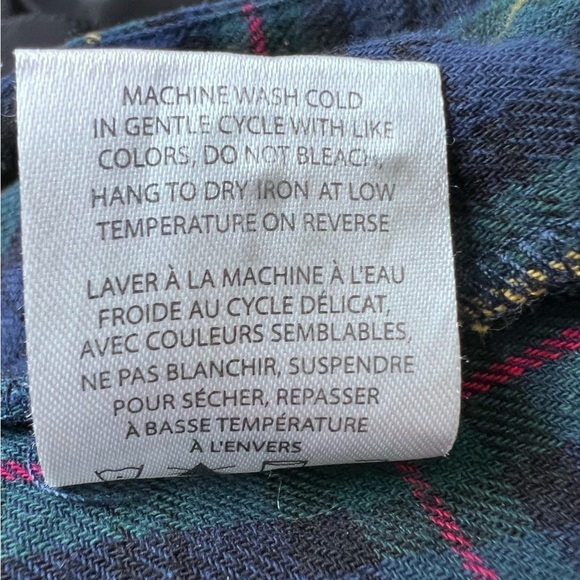 MACHINE WASH COLD
IN GENTLE CYCLE WITH LIKE
COLORS, DO NOT BLEACH,
HANG TO DRY IRON AT LOW
TEMPERATURE ON REVERSE
LAVER À LA MACHINE À L'EAU
FROIDE AU CYCLE DÉLICAT,
AVEC COULEURS SEMBLABLES,
NE PAS BLANCHIR, SUSPENDRE
POUR SÉCHER, REPASSER
À BASSE TEMPÉRATURE
À L'ENVERS